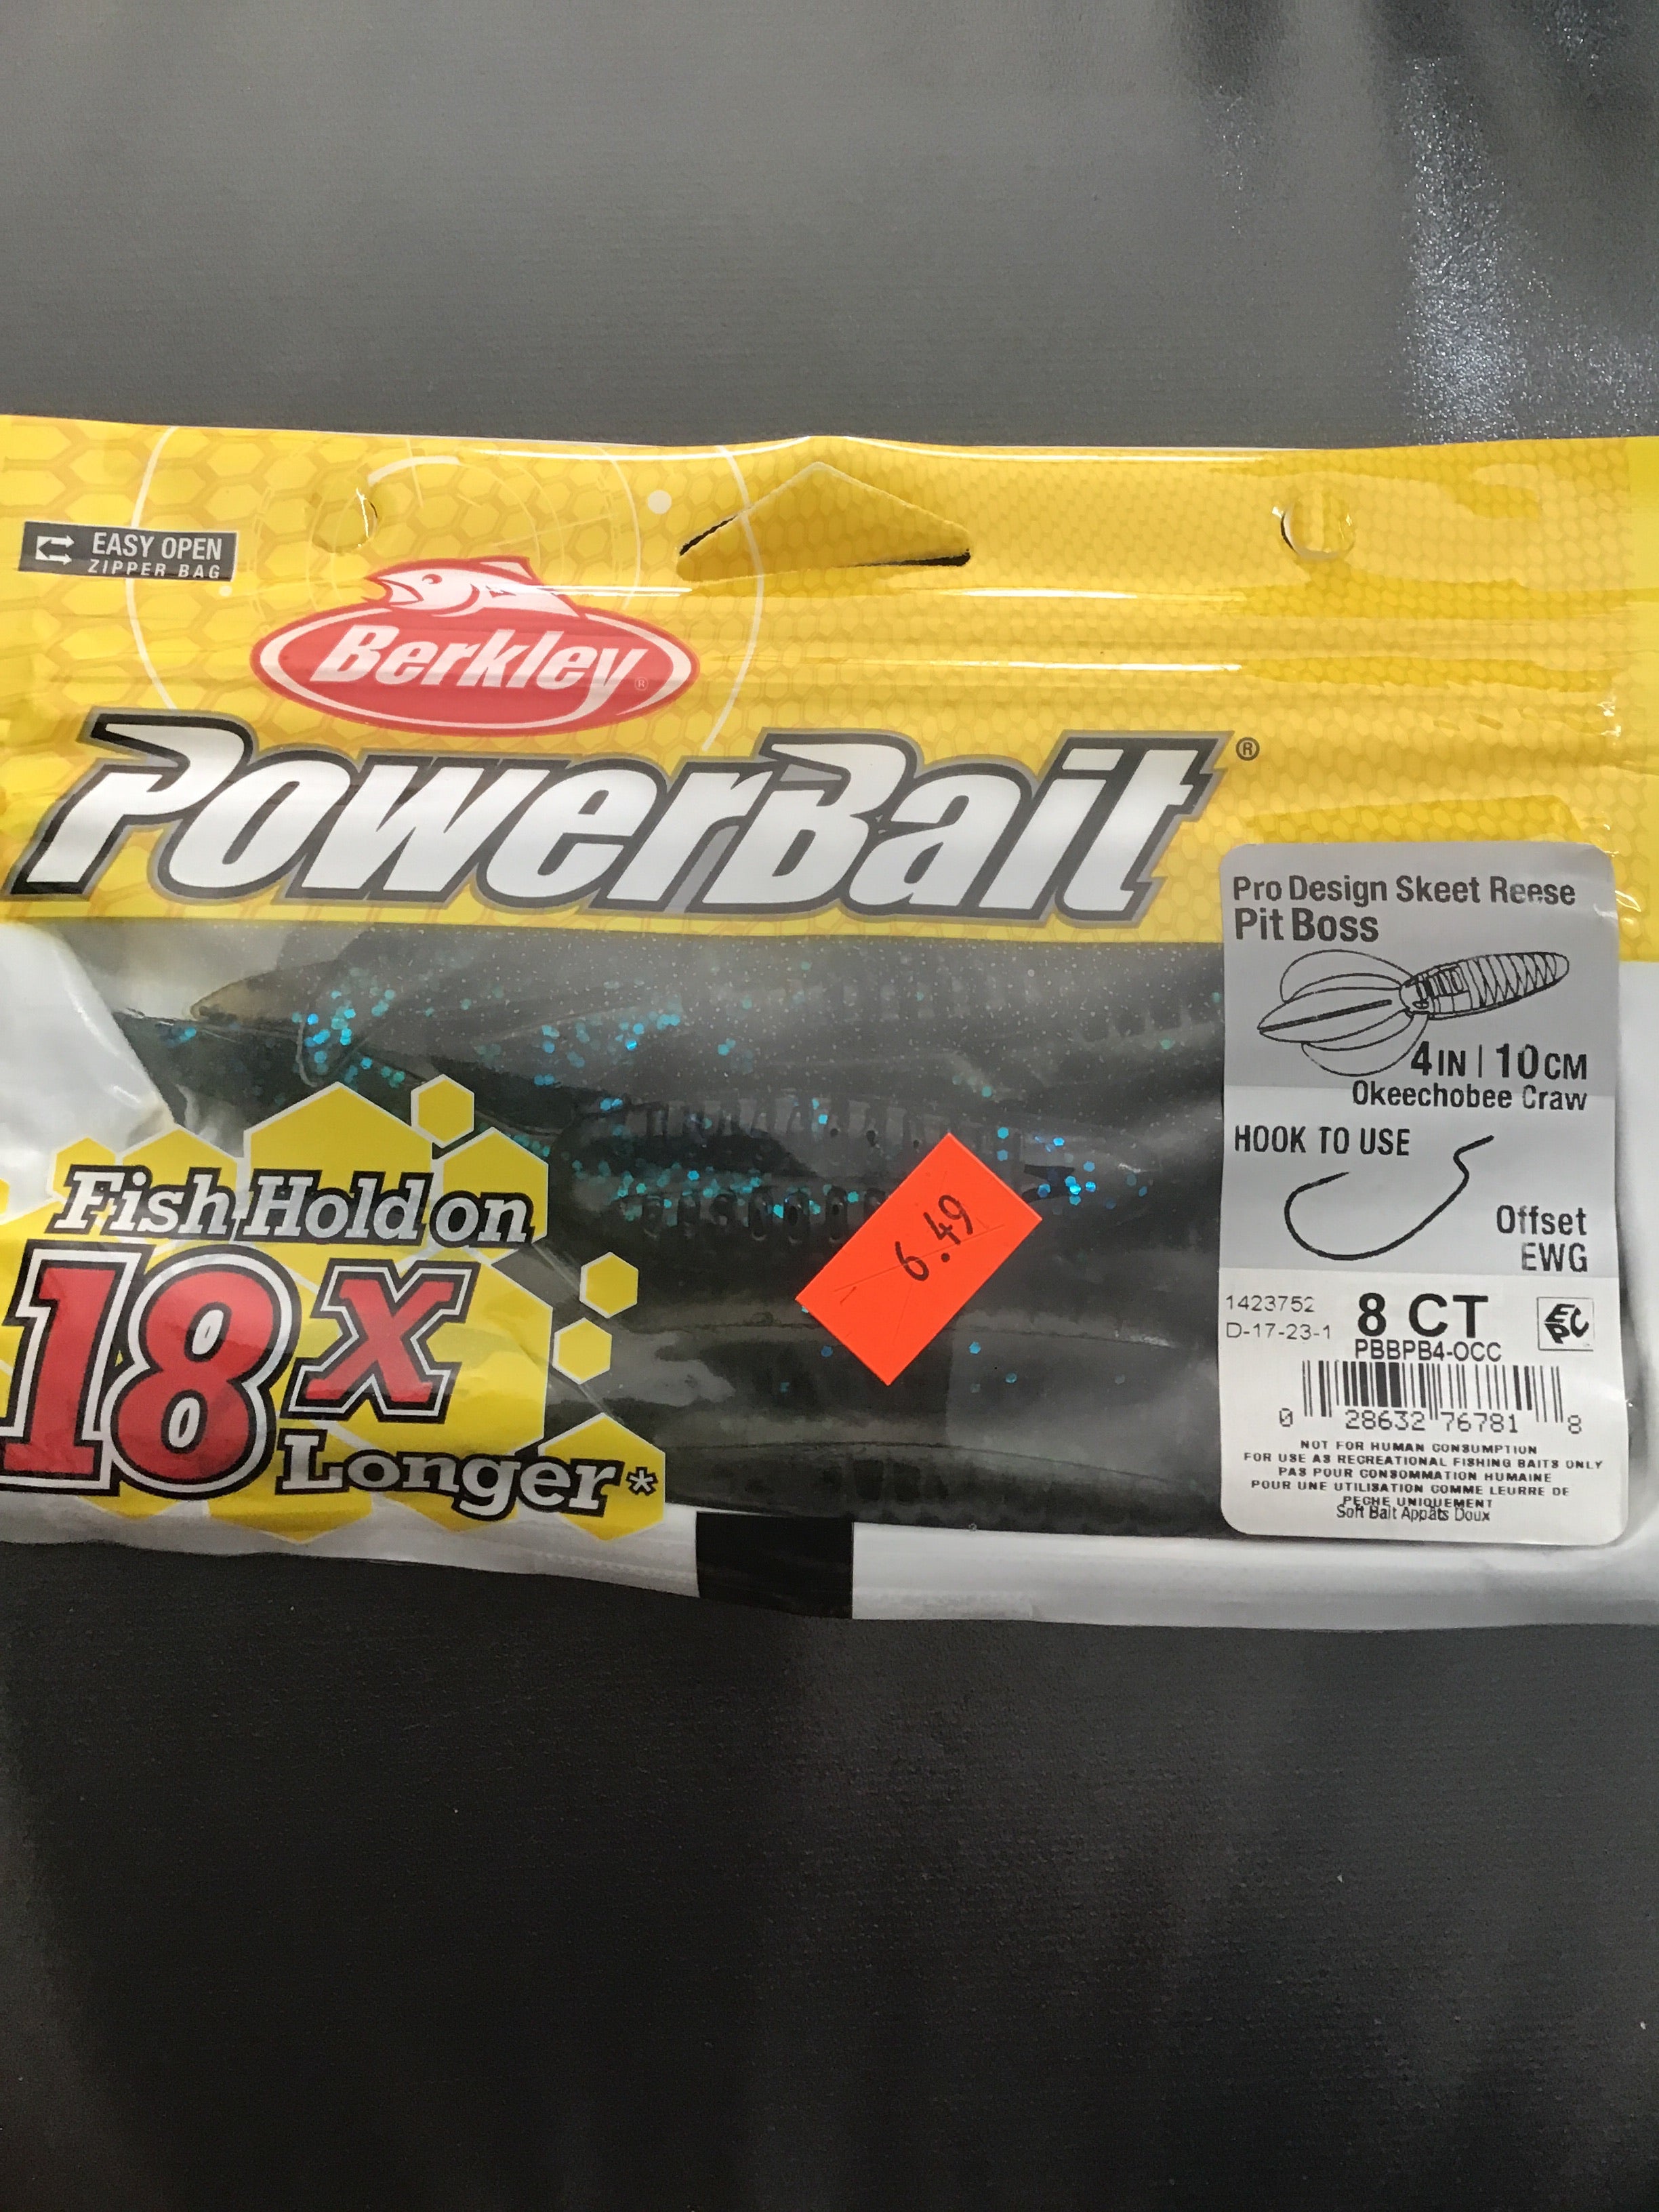 EASY OPEN
ZIPPER BAG
Berkley®
PowerBait®
Pro Design Skeet Reese
Pit Boss
4IN | 10CM
Okeechobee Craw
HOOK TO USE
Offset
EWG
Fish Hold on
18x
Longer*
6.49
1423752
D-17-23-1
8 CT
PBBPB4-OCC
0 28632 76781 8
NOT FOR HUMAN CONSUMPTION
FOR USE AS RECREATIONAL FISHING BAITS ONLY
PAS POUR CONSOMMATION HUMAINE
POUR UNE UTILISATION COMME LEURRE DE
PECHE UNIQUEMENT
Soft Bait Appâts Doux